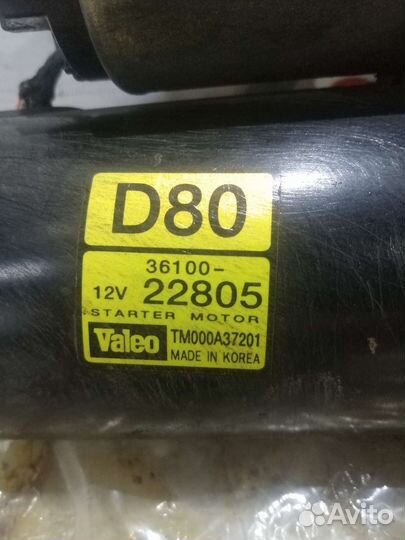 D80
36100-
12V 22805
STARTER MOTOR
Valeo TM000A37201
MADE IN KOREA
Avito